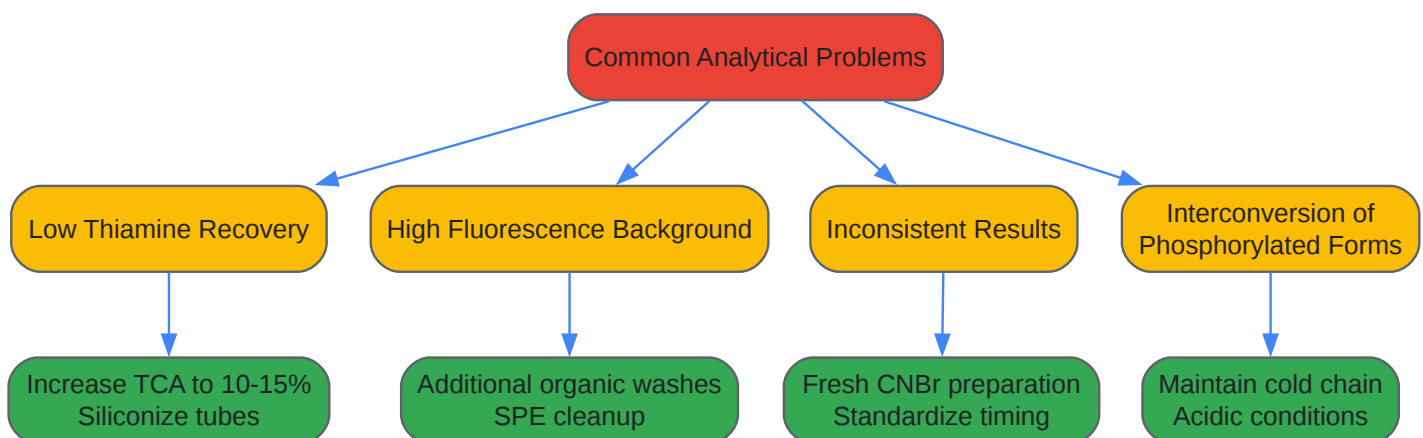 Common Analytical Problems
Low Thiamine Recovery
High Fluorescence Background
Inconsistent Results
Interconversion of
Phosphorylated Forms
Increase TCA to 10-15%
Siliconize tubes
Additional organic washes
SPE cleanup
Fresh CNBr preparation
Standardize timing
Maintain cold chain
Acidic conditions